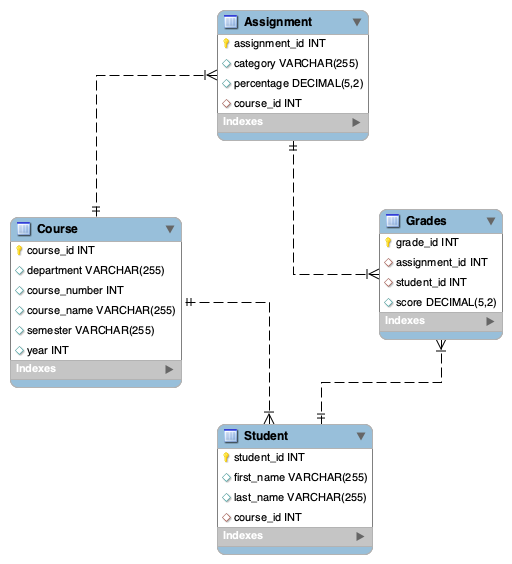 Assignment
assignment_id INT
category VARCHAR(255)
percentage DECIMAL(5,2)
course_id INT
Indexes
Course
course_id INT
department VARCHAR(255)
course_number INT
course_name VARCHAR(255)
semester VARCHAR(255)
year INT
Indexes
Grades
grade_id INT
assignment_id INT
student_id INT
score DECIMAL(5,2)
Indexes
Student
student_id INT
first_name VARCHAR(255)
last_name VARCHAR(255)
course_id INT
Indexes